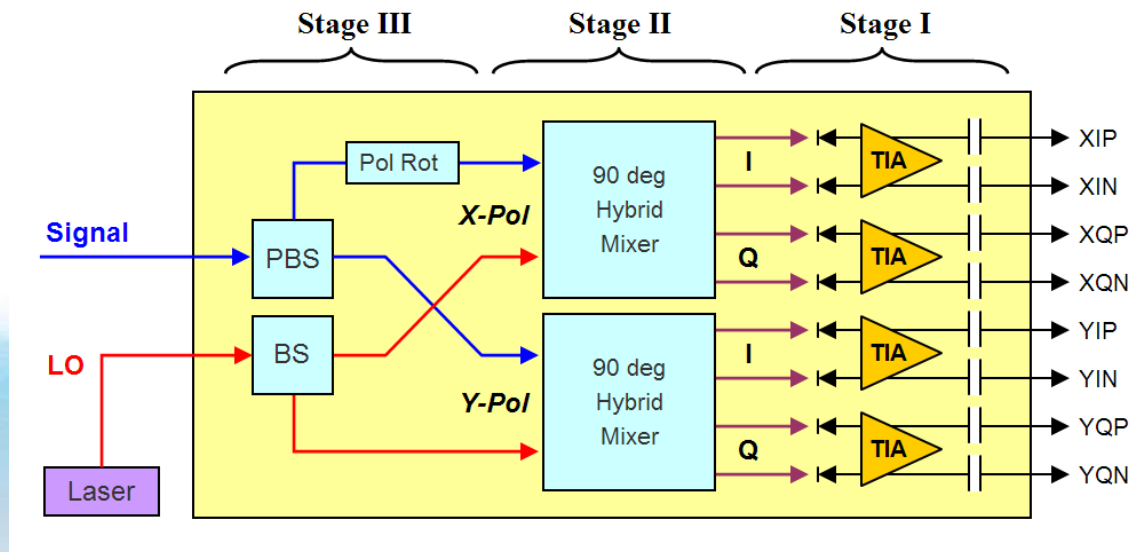 Stage III
Stage II
Stage I
Pol Rot
X-Pol
Signal
PBS
LO
BS
Y-Pol
Laser
90 deg
Hybrid
Mixer
90 deg
Hybrid
Mixer
I
Q
I
Q
TIA
TIA
TIA
TIA
XIP
XIN
XQP
XQN
YIP
YIN
YQP
YQN